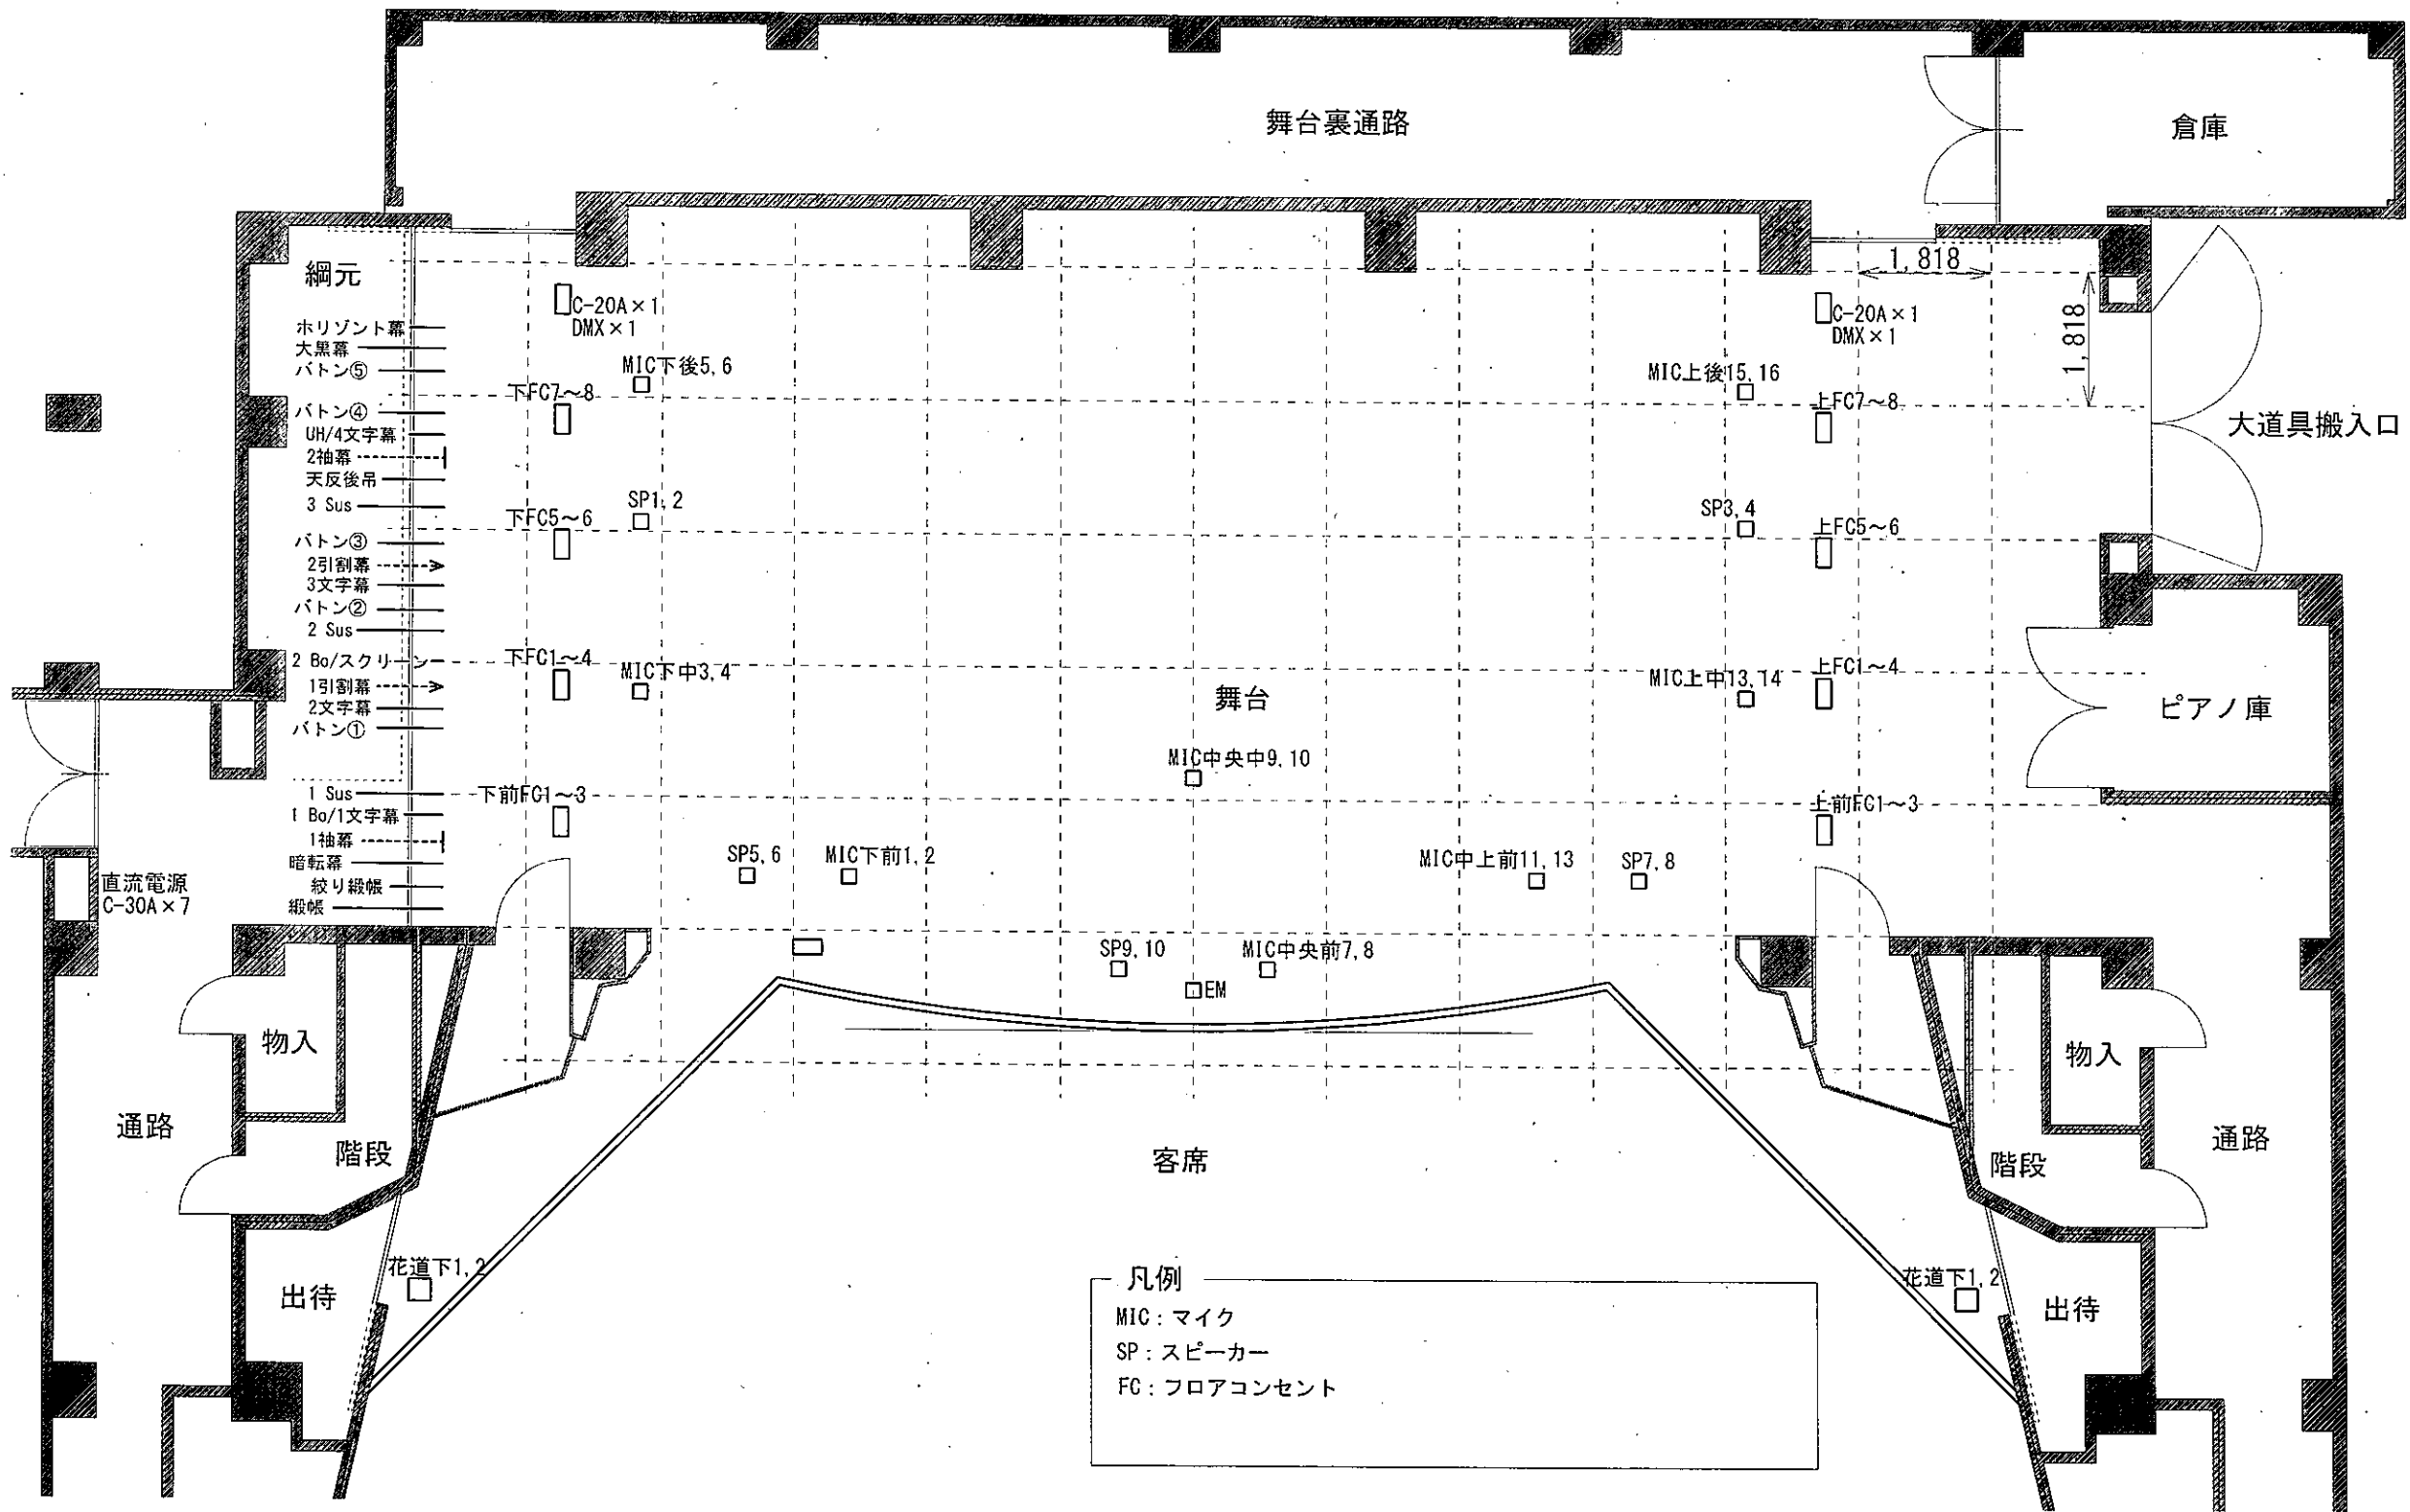 舞台裏通路
倉庫
綱元
ホリゾント幕
大黒幕
バトン⑤
バトン④
UH/4文字幕
2袖幕
天反後吊
3 Sus
バトン③
2引割幕
3文字幕
バトン②
2 Sus
2 Bo/スクリーン
1引割幕
2文字幕
バトン①
1 Sus
1 Bo/1文字幕
1袖幕
暗転幕
絞り緞帳
緞帳
C-20A×1
DMX×1
MIC下後5,6
下FC7～8
SP1,2
下FC5～6
下FC1～4
MIC下中3,4
下前FC1～3
SP5,6
MIC下前1,2
舞台
MIC中央中9,10
MIC中上前11,13
SP7,8
SP9,10
MIC中央前7,8
EM
1,818
1,818
C-20A×1
DMX×1
MIC上後15,16
上FC7～8
SP3,4
上FC5～6
MIC上中13,14
上FC1～4
上前FC1～3
大道具搬入口
ピアノ庫
直流電源
C-30A×7
物入
通路
階段
出待
花道下1,2
客席
物入
通路
階段
出待
花道下1,2
凡例
MIC：マイク
SP：スピーカー
FC：フロアコンセント